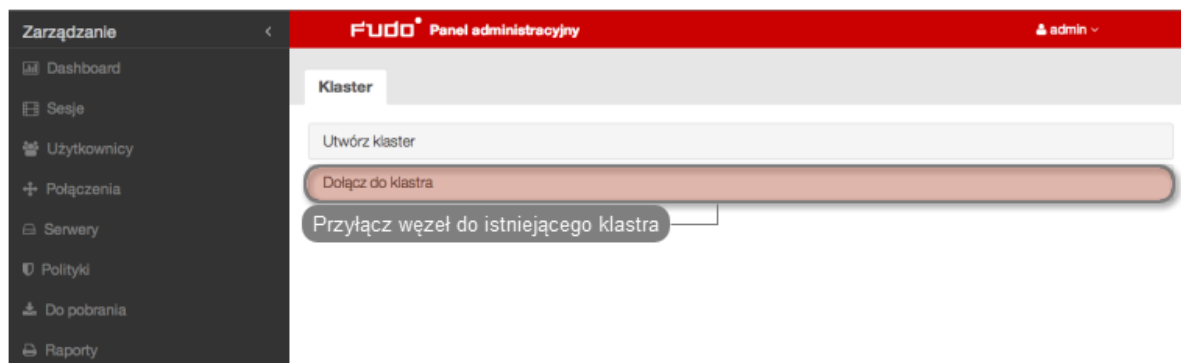 Zarządzanie
FUDO Panel administracyjny
admin
Dashboard
Sesje
Użytkownicy
Połączenia
Serwery
Polityki
Do pobrania
Raporty
Klaster
Utwórz klaster
Dołącz do klastra
Przyłącz węzeł do istniejącego klastra